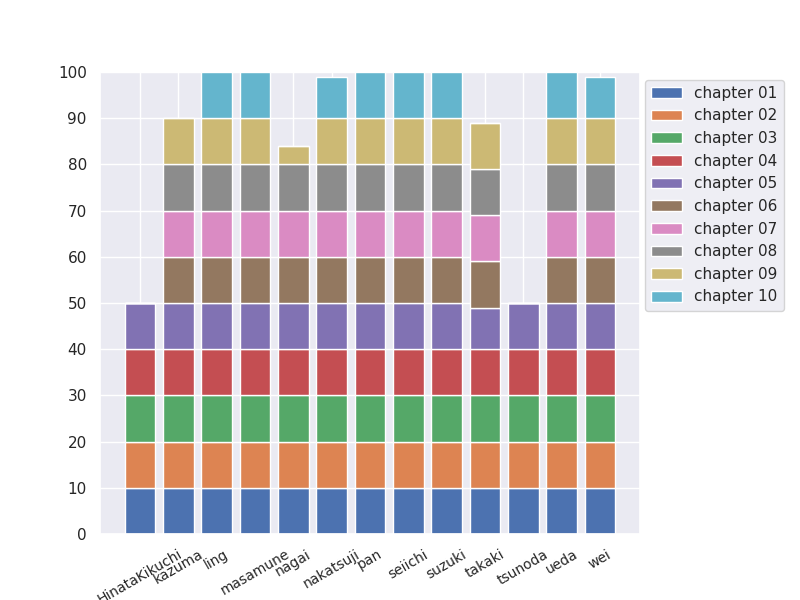 100
90
80
70
60
50
40
30
20
10
0
HinataKikuchi
kazuma
ling
masamune
nagai
nakatsuji
pan
seiichi
suzuki
takaki
tsunoda
ueda
wei
chapter 01
chapter 02
chapter 03
chapter 04
chapter 05
chapter 06
chapter 07
chapter 08
chapter 09
chapter 10